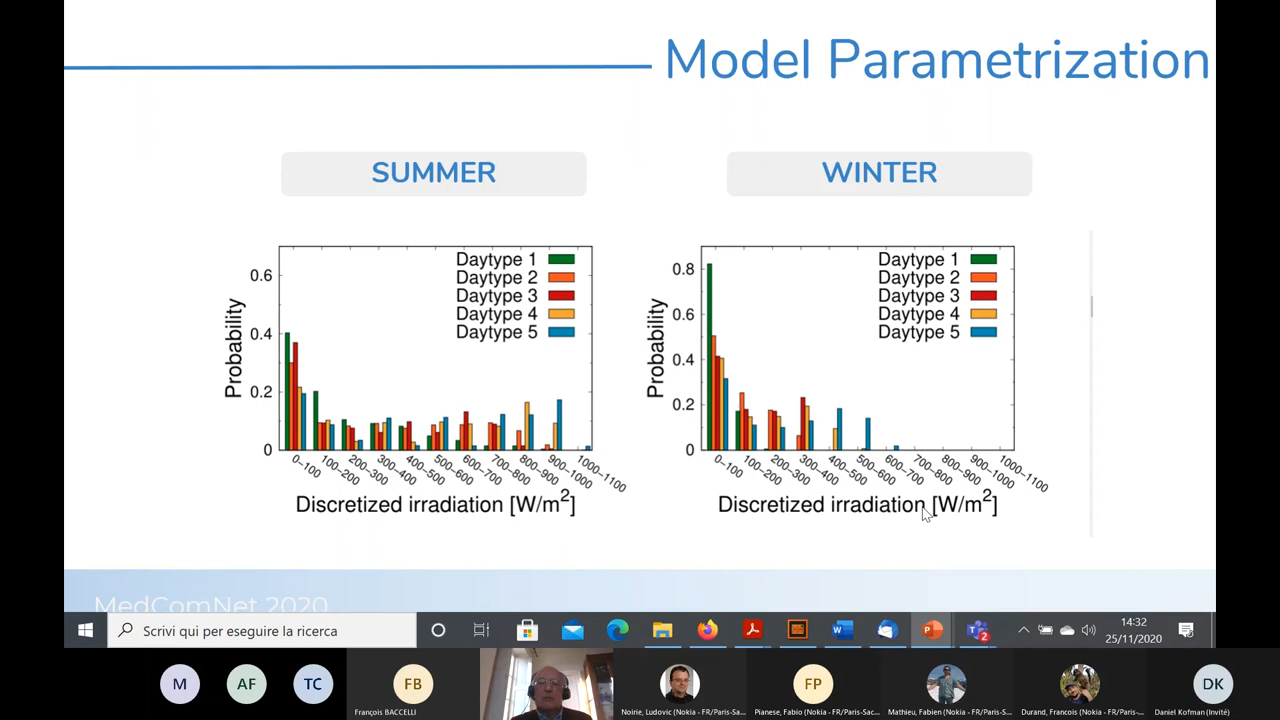 Model Parametrization
SUMMER
WINTER
Daytype 1
Daytype 2
Daytype 3
Daytype 4
Daytype 5
0.6
0.4
0.2
0
Probability
0–100
100–200
200–300
300–400
400–500
500–600
600–700
700–800
800–900
900–1000
1000–1100
Discretized irradiation [W/m²]
Daytype 1
Daytype 2
Daytype 3
Daytype 4
Daytype 5
0.8
0.6
0.4
0.2
0
Probability
0–100
100–200
200–300
300–400
400–500
500–600
600–700
700–800
800–900
900–1000
1000–1100
Discretized irradiation [W/m²]
MedComNet 2020
Scrivi qui per eseguire la ricerca
2
14:32
25/11/2020
M
AF
TC
FB
FP
DK
François BACCELLI
Noirie, Ludovic (Nokia - FR/Paris-Sa...
Pianese, Fabio (Nokia - FR/Paris-Sac...
Mathieu, Fabien (Nokia - FR/Paris-S...
Durand, Francois (Nokia - FR/Paris-...
Daniel Kofman (Invité)